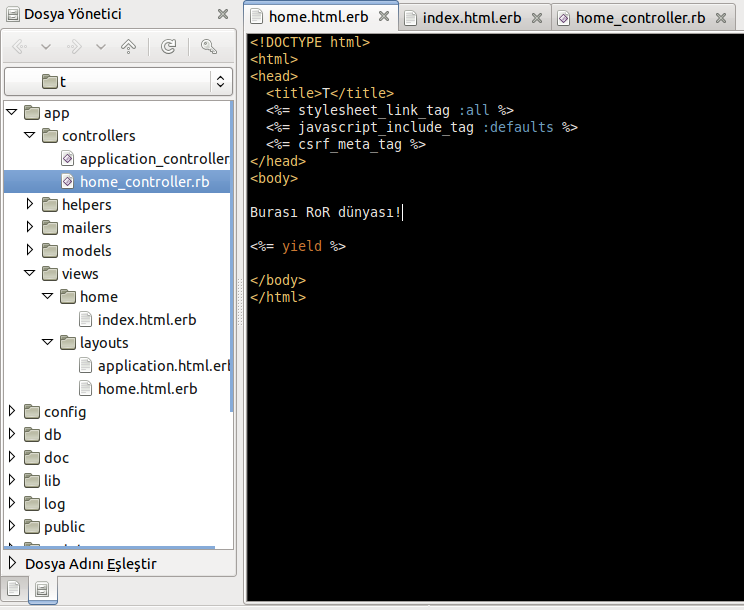 Dosya Yönetici
t
app
controllers
application_controller
home_controller.rb
helpers
mailers
models
views
home
index.html.erb
layouts
application.html.erb
home.html.erb
config
db
doc
lib
log
public
Dosya Adını Eşleştir
home.html.erb
index.html.erb
home_controller.rb
<!DOCTYPE html>
<html>
<head>
<title>T</title>
<%= stylesheet_link_tag :all %>
<%= javascript_include_tag :defaults %>
<%= csrf_meta_tag %>
</head>
<body>
Burası RoR dünyası!
<%= yield %>
</body>
</html>